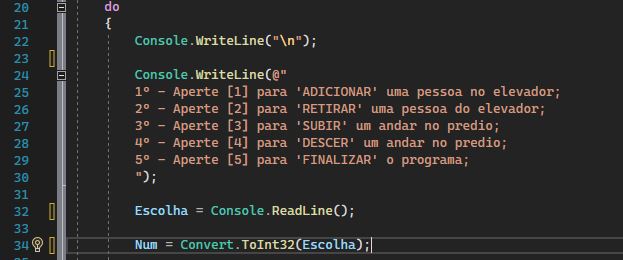 20 do
21 {
22 Console.WriteLine("\n");
23
24 Console.WriteLine(@"
25 1º - Aperte [1] para 'ADICIONAR' uma pessoa no elevador;
26 2º - Aperte [2] para 'RETIRAR' uma pessoa do elevador;
27 3º - Aperte [3] para 'SUBIR' um andar no predio;
28 4º - Aperte [4] para 'DESCER' um andar no predio;
29 5º - Aperte [5] para 'FINALIZAR' o programa;
30 ");
31
32 Escolha = Console.ReadLine();
33
34 Num = Convert.ToInt32(Escolha);